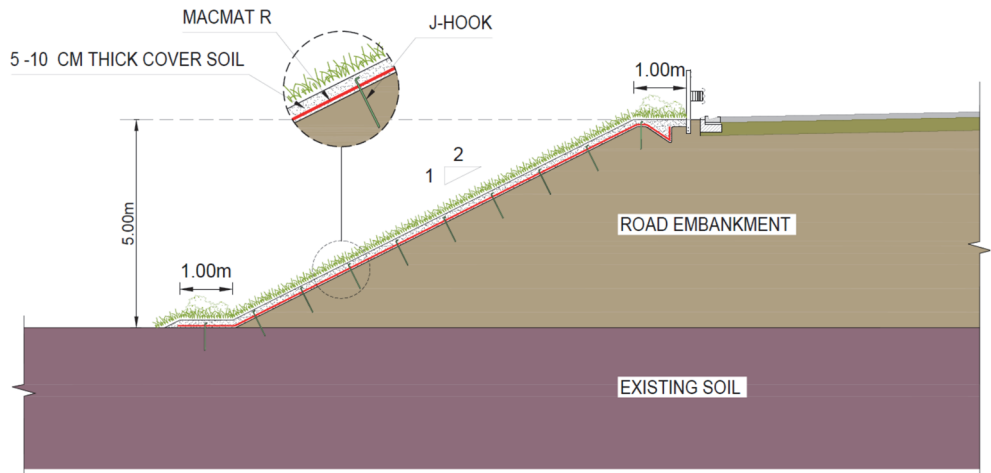 MACMAT R
J-HOOK
5 -10 CM THICK COVER SOIL
1.00m
2
1
5.00m
ROAD EMBANKMENT
1.00m
EXISTING SOIL